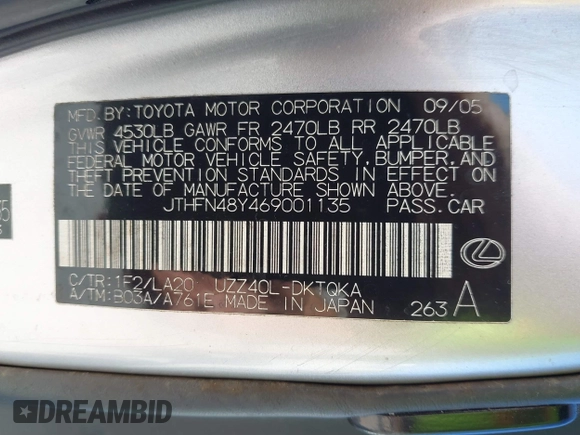 MFD.BY:TOYOTA MOTOR CORPORATION 09/05
GVWR 4530LB GAWR FR 2470LB RR 2470LB
THIS VEHICLE CONFORMS TO ALL APPLICABLE
FEDERAL MOTOR VEHICLE SAFETY,BUMPER,AND
THEFT PREVENTION STANDARDS IN EFFECT ON
THE DATE OF MANUFACTURE SHOWN ABOVE.
JTHFN48Y469001135 PASS.CAR
C/TR:1F2/LA20 UZZ40L-DKTQKA
A/TM:B03A/A761E MADE IN JAPAN 263 A
DREAMBID